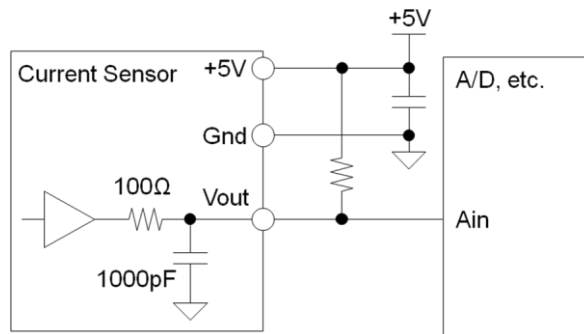 +5V
Current Sensor
+5V
A/D, etc.
Gnd
100Ω
Vout
Ain
1000pF